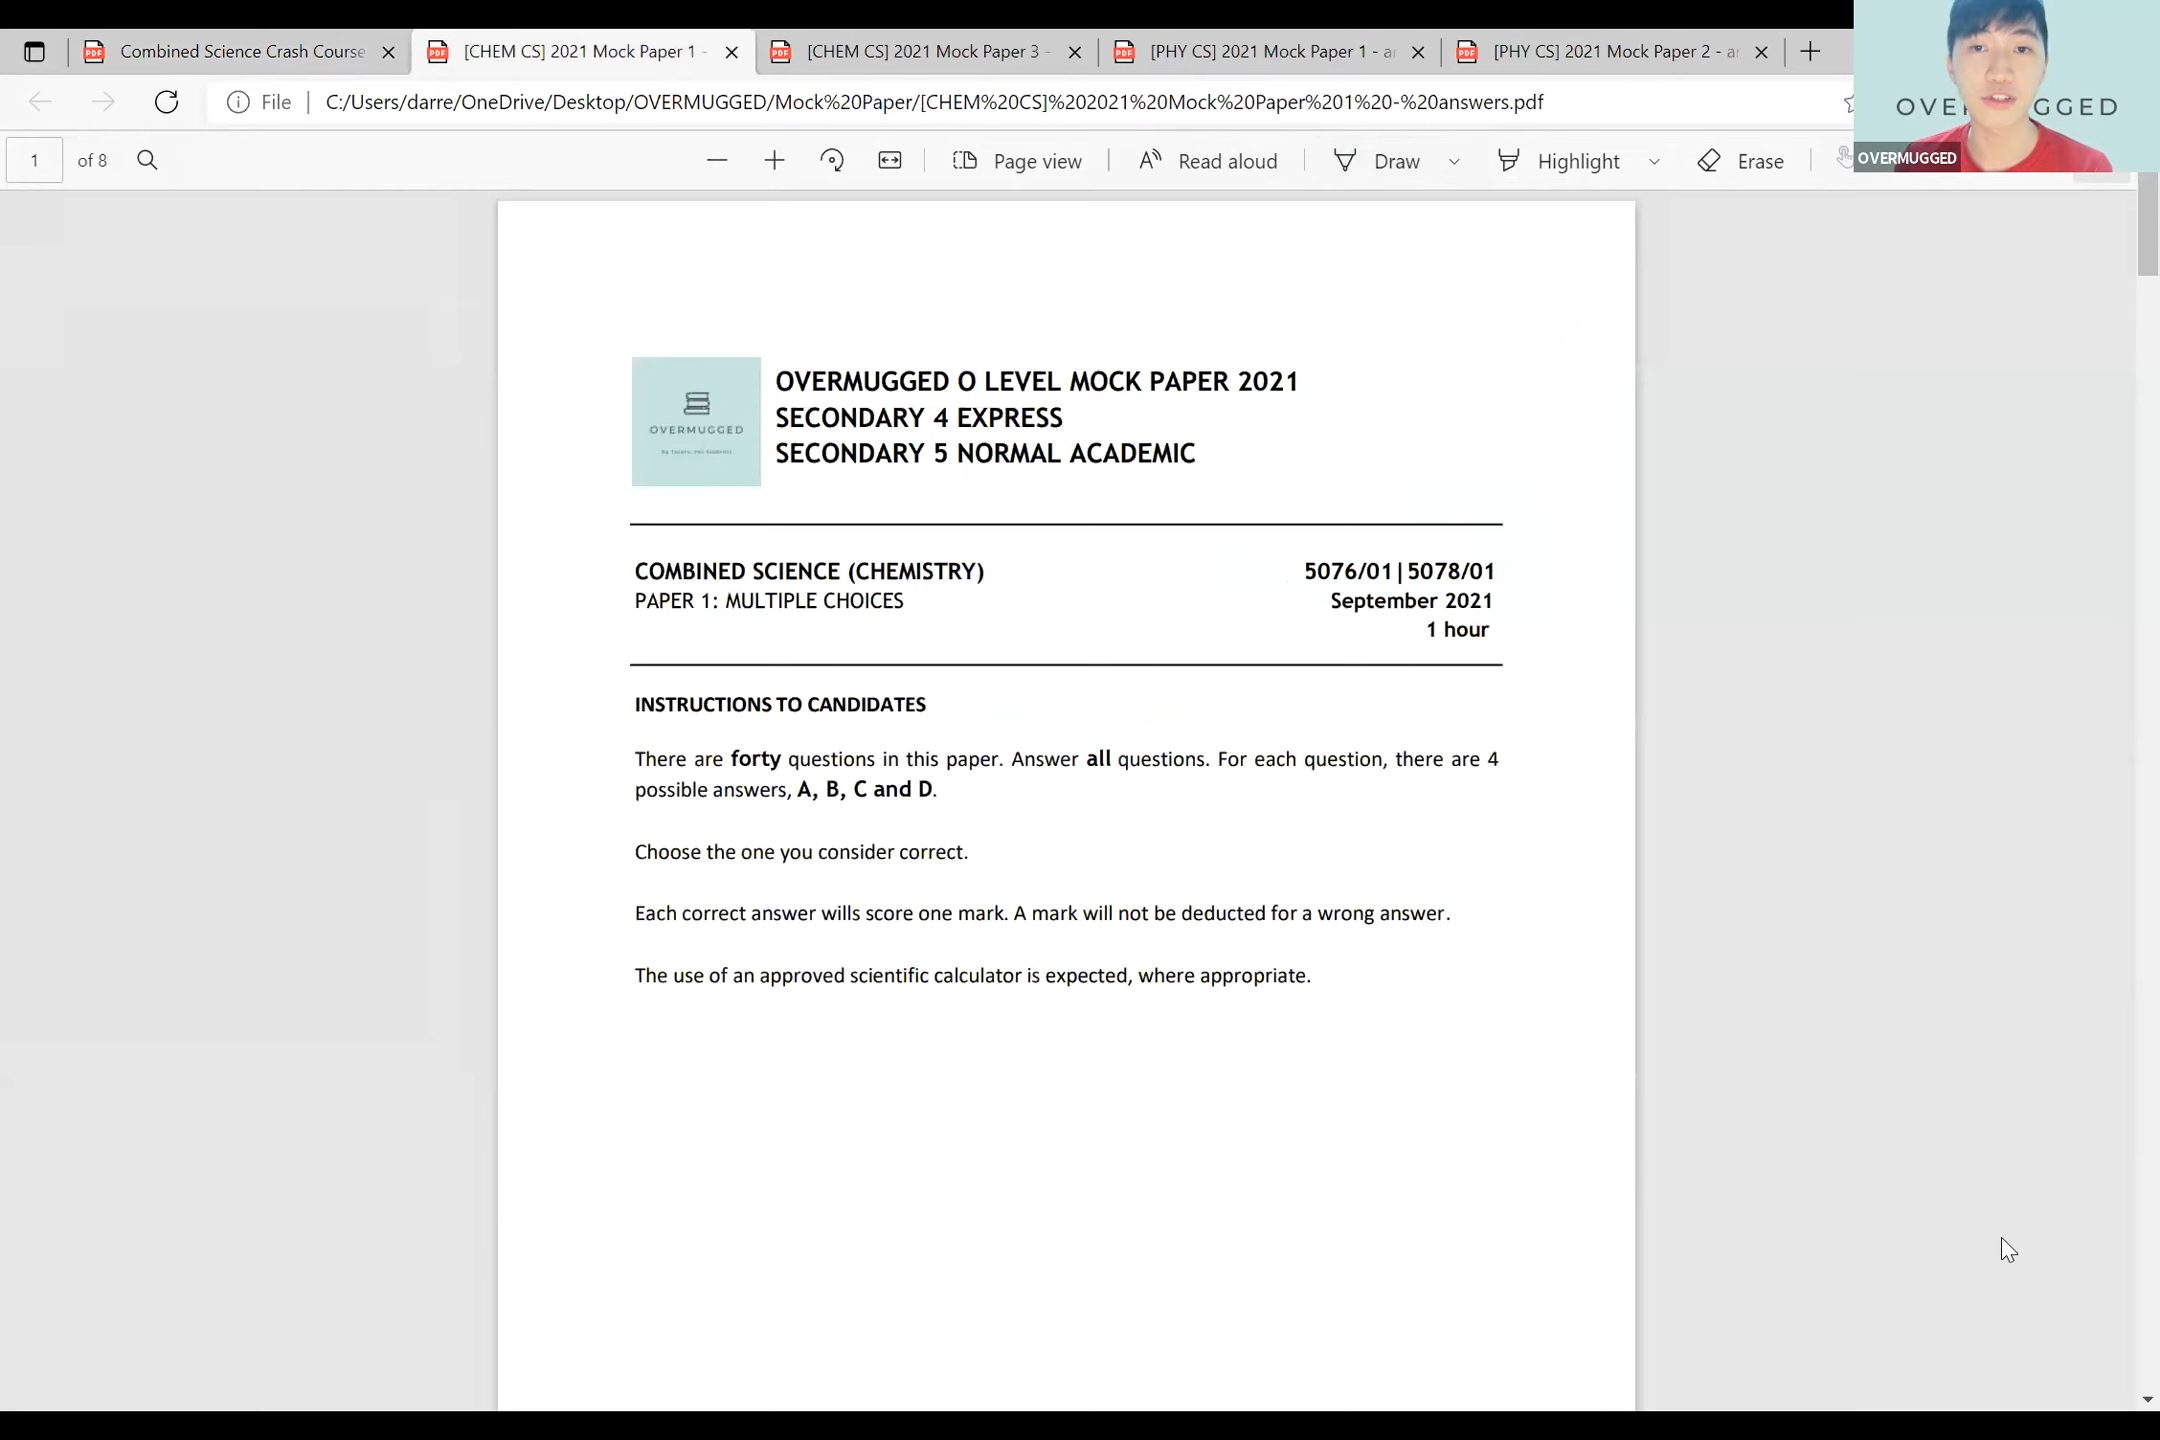 Combined Science Crash Course
[CHEM CS] 2021 Mock Paper 1 -
[CHEM CS] 2021 Mock Paper 3 -
[PHY CS] 2021 Mock Paper 1 - ar
[PHY CS] 2021 Mock Paper 2 - ar
File
C:/Users/darre/OneDrive/Desktop/OVERMUGGED/Mock%20Paper/[CHEM%20CS]%202021%20Mock%20Paper%201%20-%20answers.pdf
OVE GGED
OVERMUGGED
1 of 8
Page view
Read aloud
Draw
Highlight
Erase
OVERMUGGED
OVERMUGGED O LEVEL MOCK PAPER 2021
SECONDARY 4 EXPRESS
SECONDARY 5 NORMAL ACADEMIC
COMBINED SCIENCE (CHEMISTRY) 5076/01|5078/01
PAPER 1: MULTIPLE CHOICES September 2021
1 hour
INSTRUCTIONS TO CANDIDATES
There are forty questions in this paper. Answer all questions. For each question, there are 4
possible answers, A, B, C and D.
Choose the one you consider correct.
Each correct answer wills score one mark. A mark will not be deducted for a wrong answer.
The use of an approved scientific calculator is expected, where appropriate.